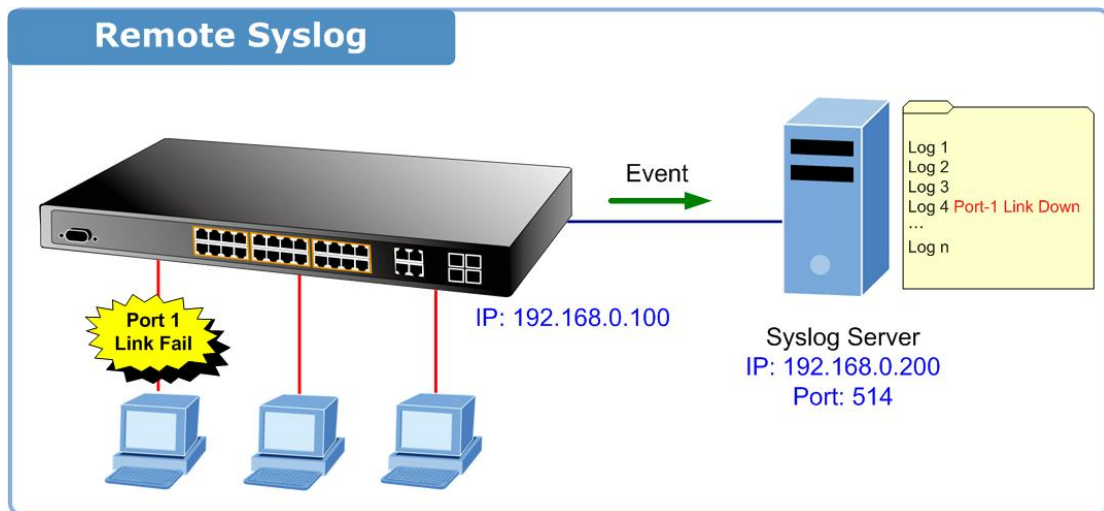 Remote Syslog
Event
Log 1
Log 2
Log 3
Log 4 Port-1 Link Down
...
Log n
Port 1
Link Fail
IP: 192.168.0.100
Syslog Server
IP: 192.168.0.200
Port: 514